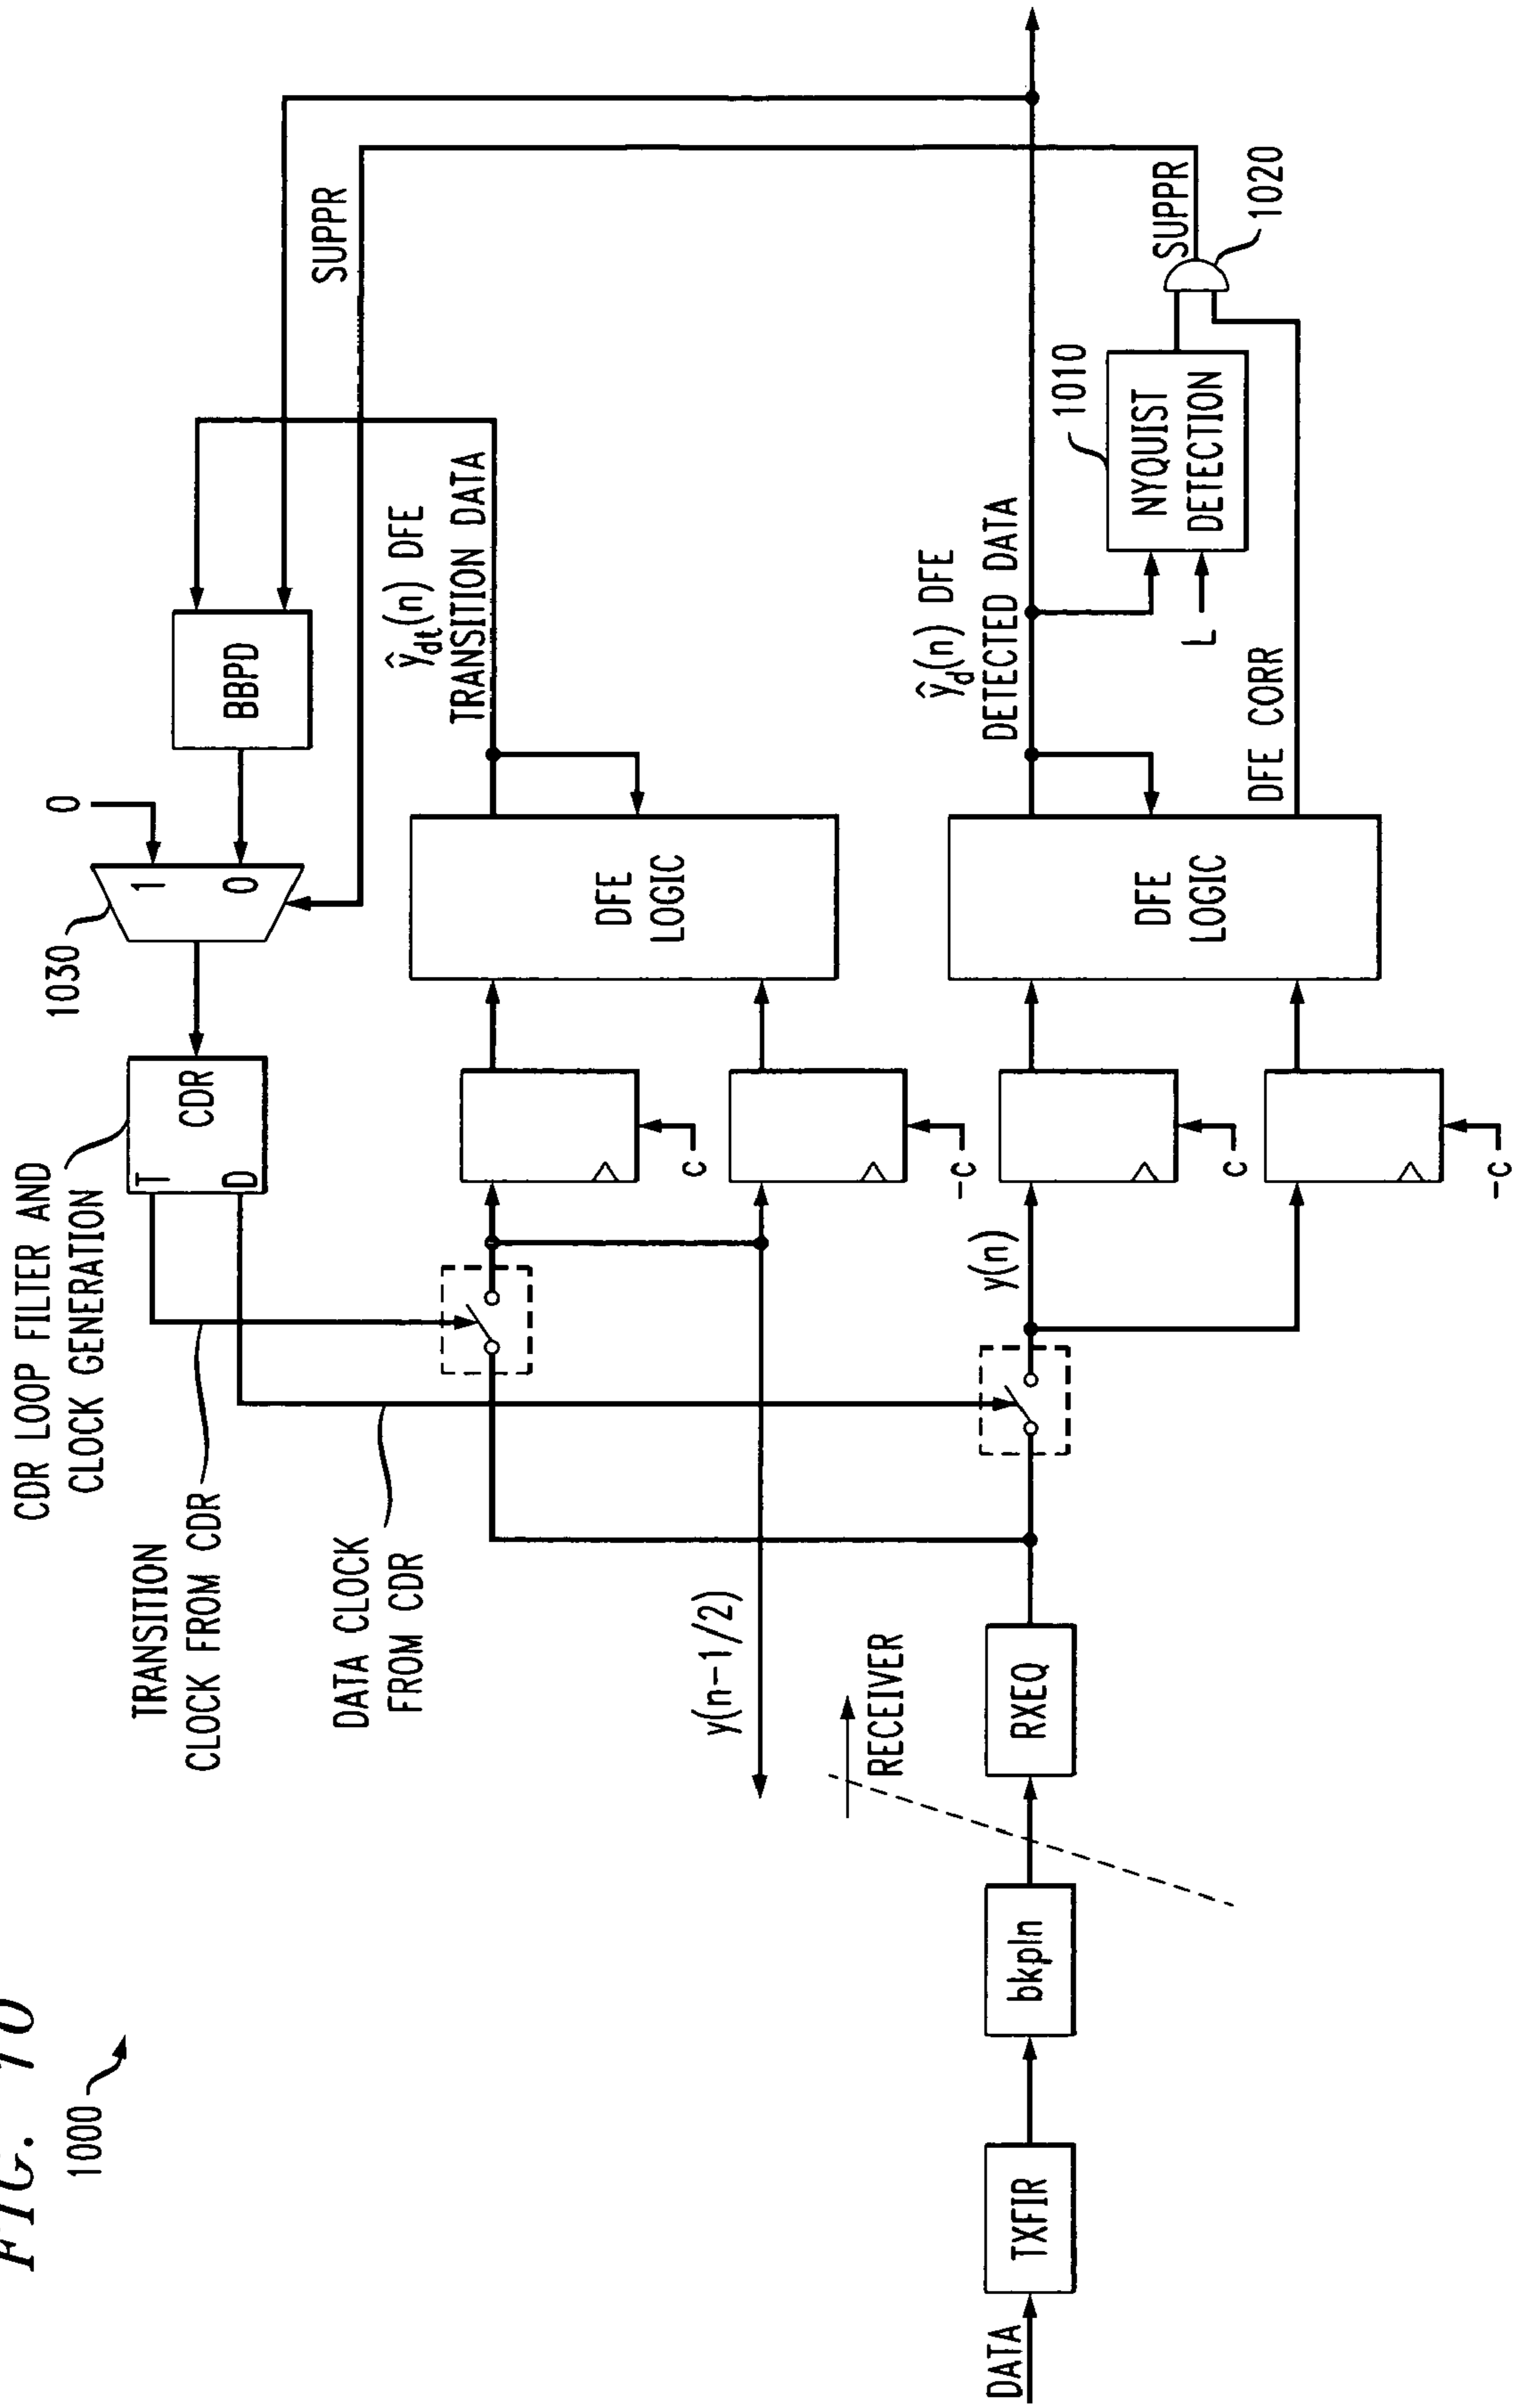 FIG. 10
1000
CDR LOOP FILTER AND
CLOCK GENERATION
TRANSITION
CLOCK FROM CDR
DATA CLOCK
FROM CDR
T
D
CDR
1030
1
0
0
BBPD
SUPPR
y(n-1/2)
c
-c
DFE
LOGIC
ŷdt(n) DFE
TRANSITION DATA
RECEIVER
DATA
TXFIR
bkpln
RXEQ
y(n)
c
-c
DFE
LOGIC
ŷd(n) DFE
DETECTED DATA
DFE CORR
L
NYQUIST
DETECTION
1010
SUPPR
1020